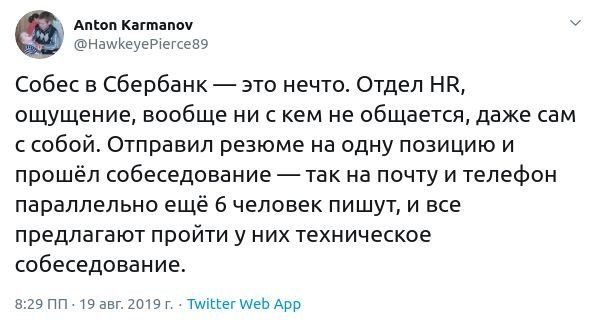 Anton Karmanov
@HawkeyePierce89
Собес в Сбербанк — это нечто. Отдел HR,
ощущение, вообще ни с кем не общается, даже сам
с собой. Отправил резюме на одну позицию и
прошёл собеседование — так на почту и телефон
параллельно ещё 6 человек пишут, и все
предлагают пройти у них техническое
собеседование.
8:29 ПП · 19 авг. 2019 г. · Twitter Web App